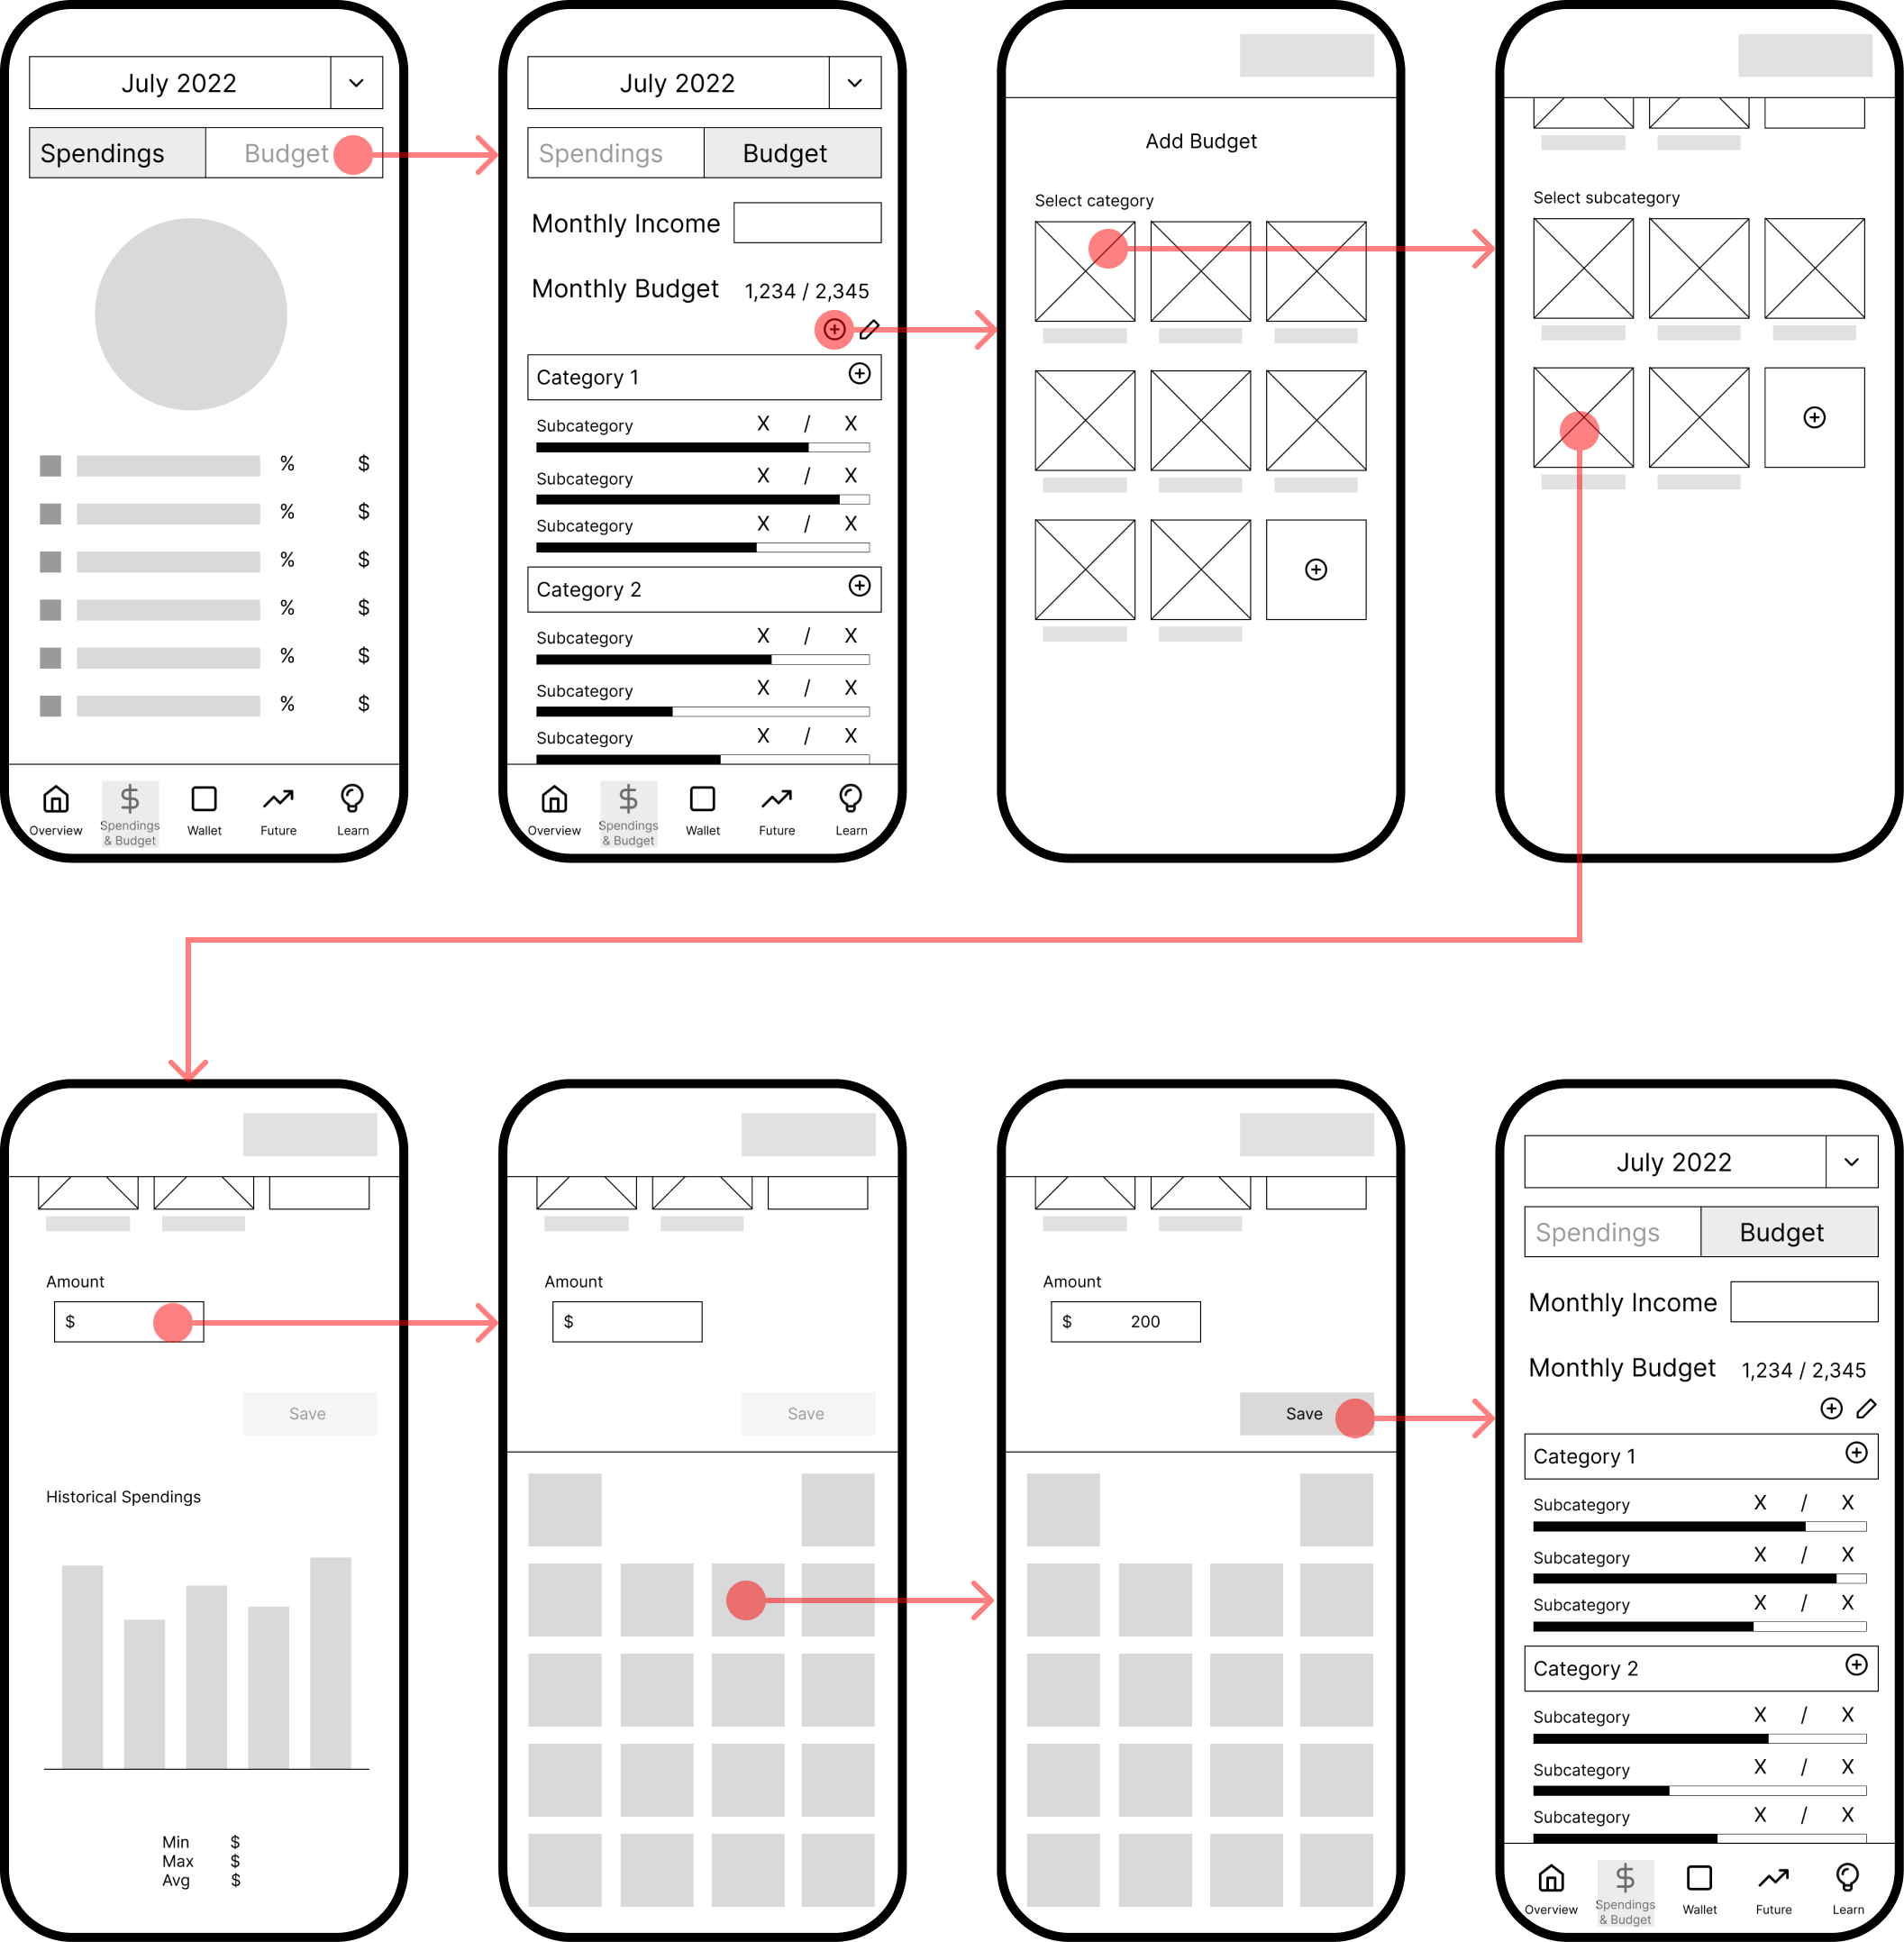 July 2022
Spendings Budget
% $
% $
% $
% $
% $
% $
Overview Spendings & Budget Wallet Future Learn
July 2022
Spendings Budget
Monthly Income
Monthly Budget 1,234 / 2,345
Category 1
Subcategory X / X
Subcategory X / X
Subcategory X / X
Category 2
Subcategory X / X
Subcategory X / X
Subcategory X / X
Overview Spendings & Budget Wallet Future Learn
Add Budget
Select category
Select subcategory
Amount
$
Save
Historical Spendings
Min $
Max $
Avg $
Amount
$
Save
Amount
$ 200
Save
July 2022
Spendings Budget
Monthly Income
Monthly Budget 1,234 / 2,345
Category 1
Subcategory X / X
Subcategory X / X
Subcategory X / X
Category 2
Subcategory X / X
Subcategory X / X
Subcategory X / X
Overview Spendings & Budget Wallet Future Learn